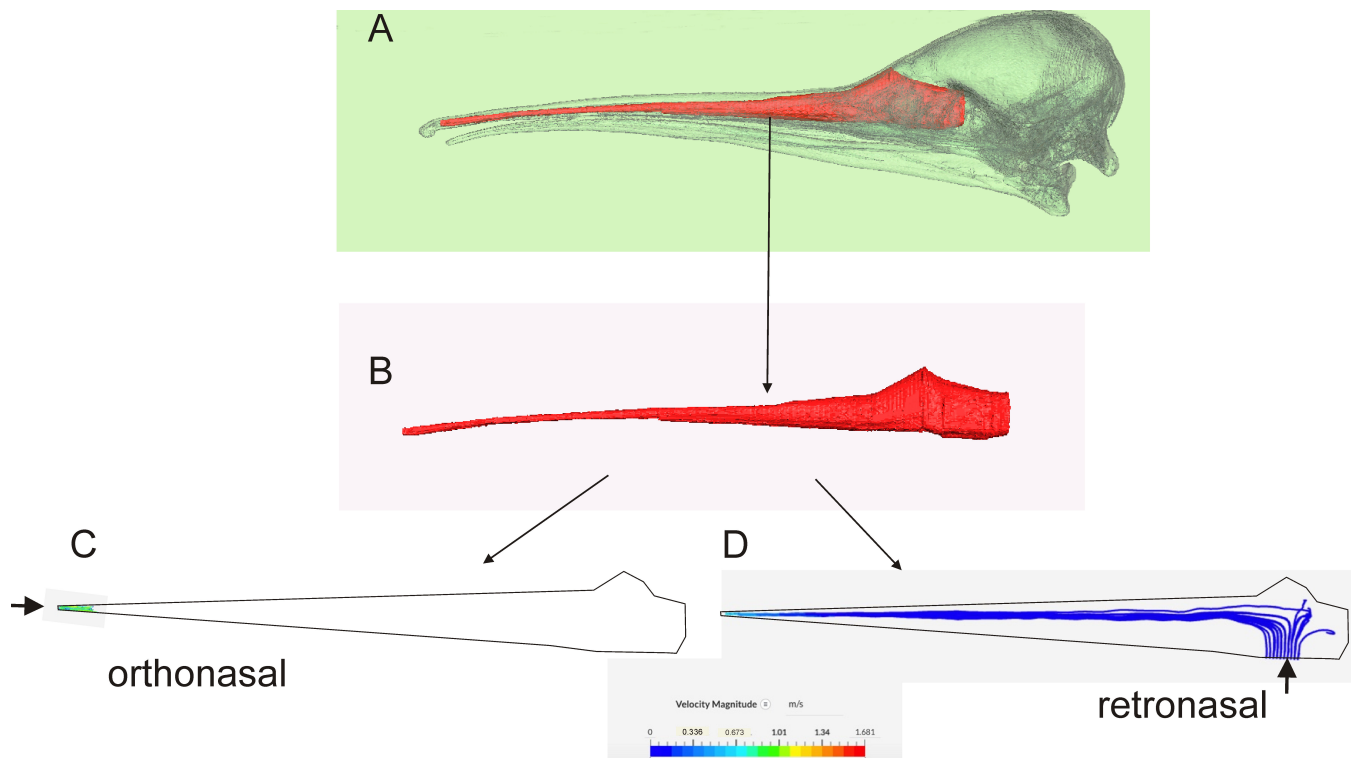 A
B
C
D
orthonasal
retronasal
Velocity Magnitude m/s
0 0.336 0.673 1.01 1.34 1.681